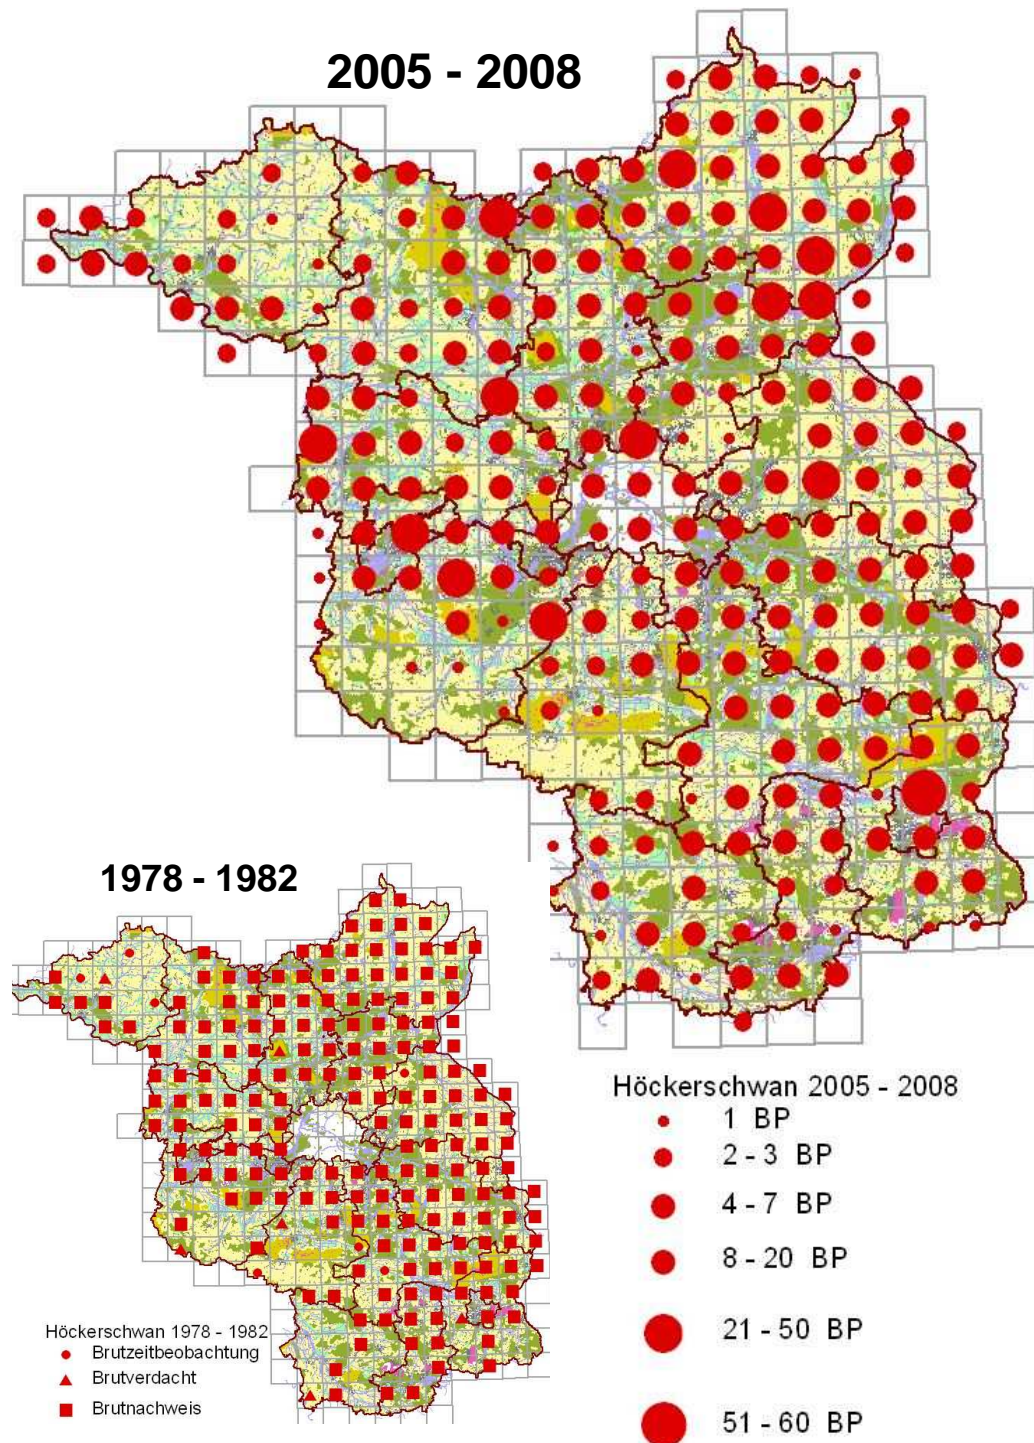 2005 - 2008
1978 - 1982
Höckerschwan 1978 - 1982
Brutzeitbeobachtung
Brutverdacht
Brutnachweis
Höckerschwan 2005 - 2008
1 BP
2 - 3 BP
4 - 7 BP
8 - 20 BP
21 - 50 BP
51 - 60 BP